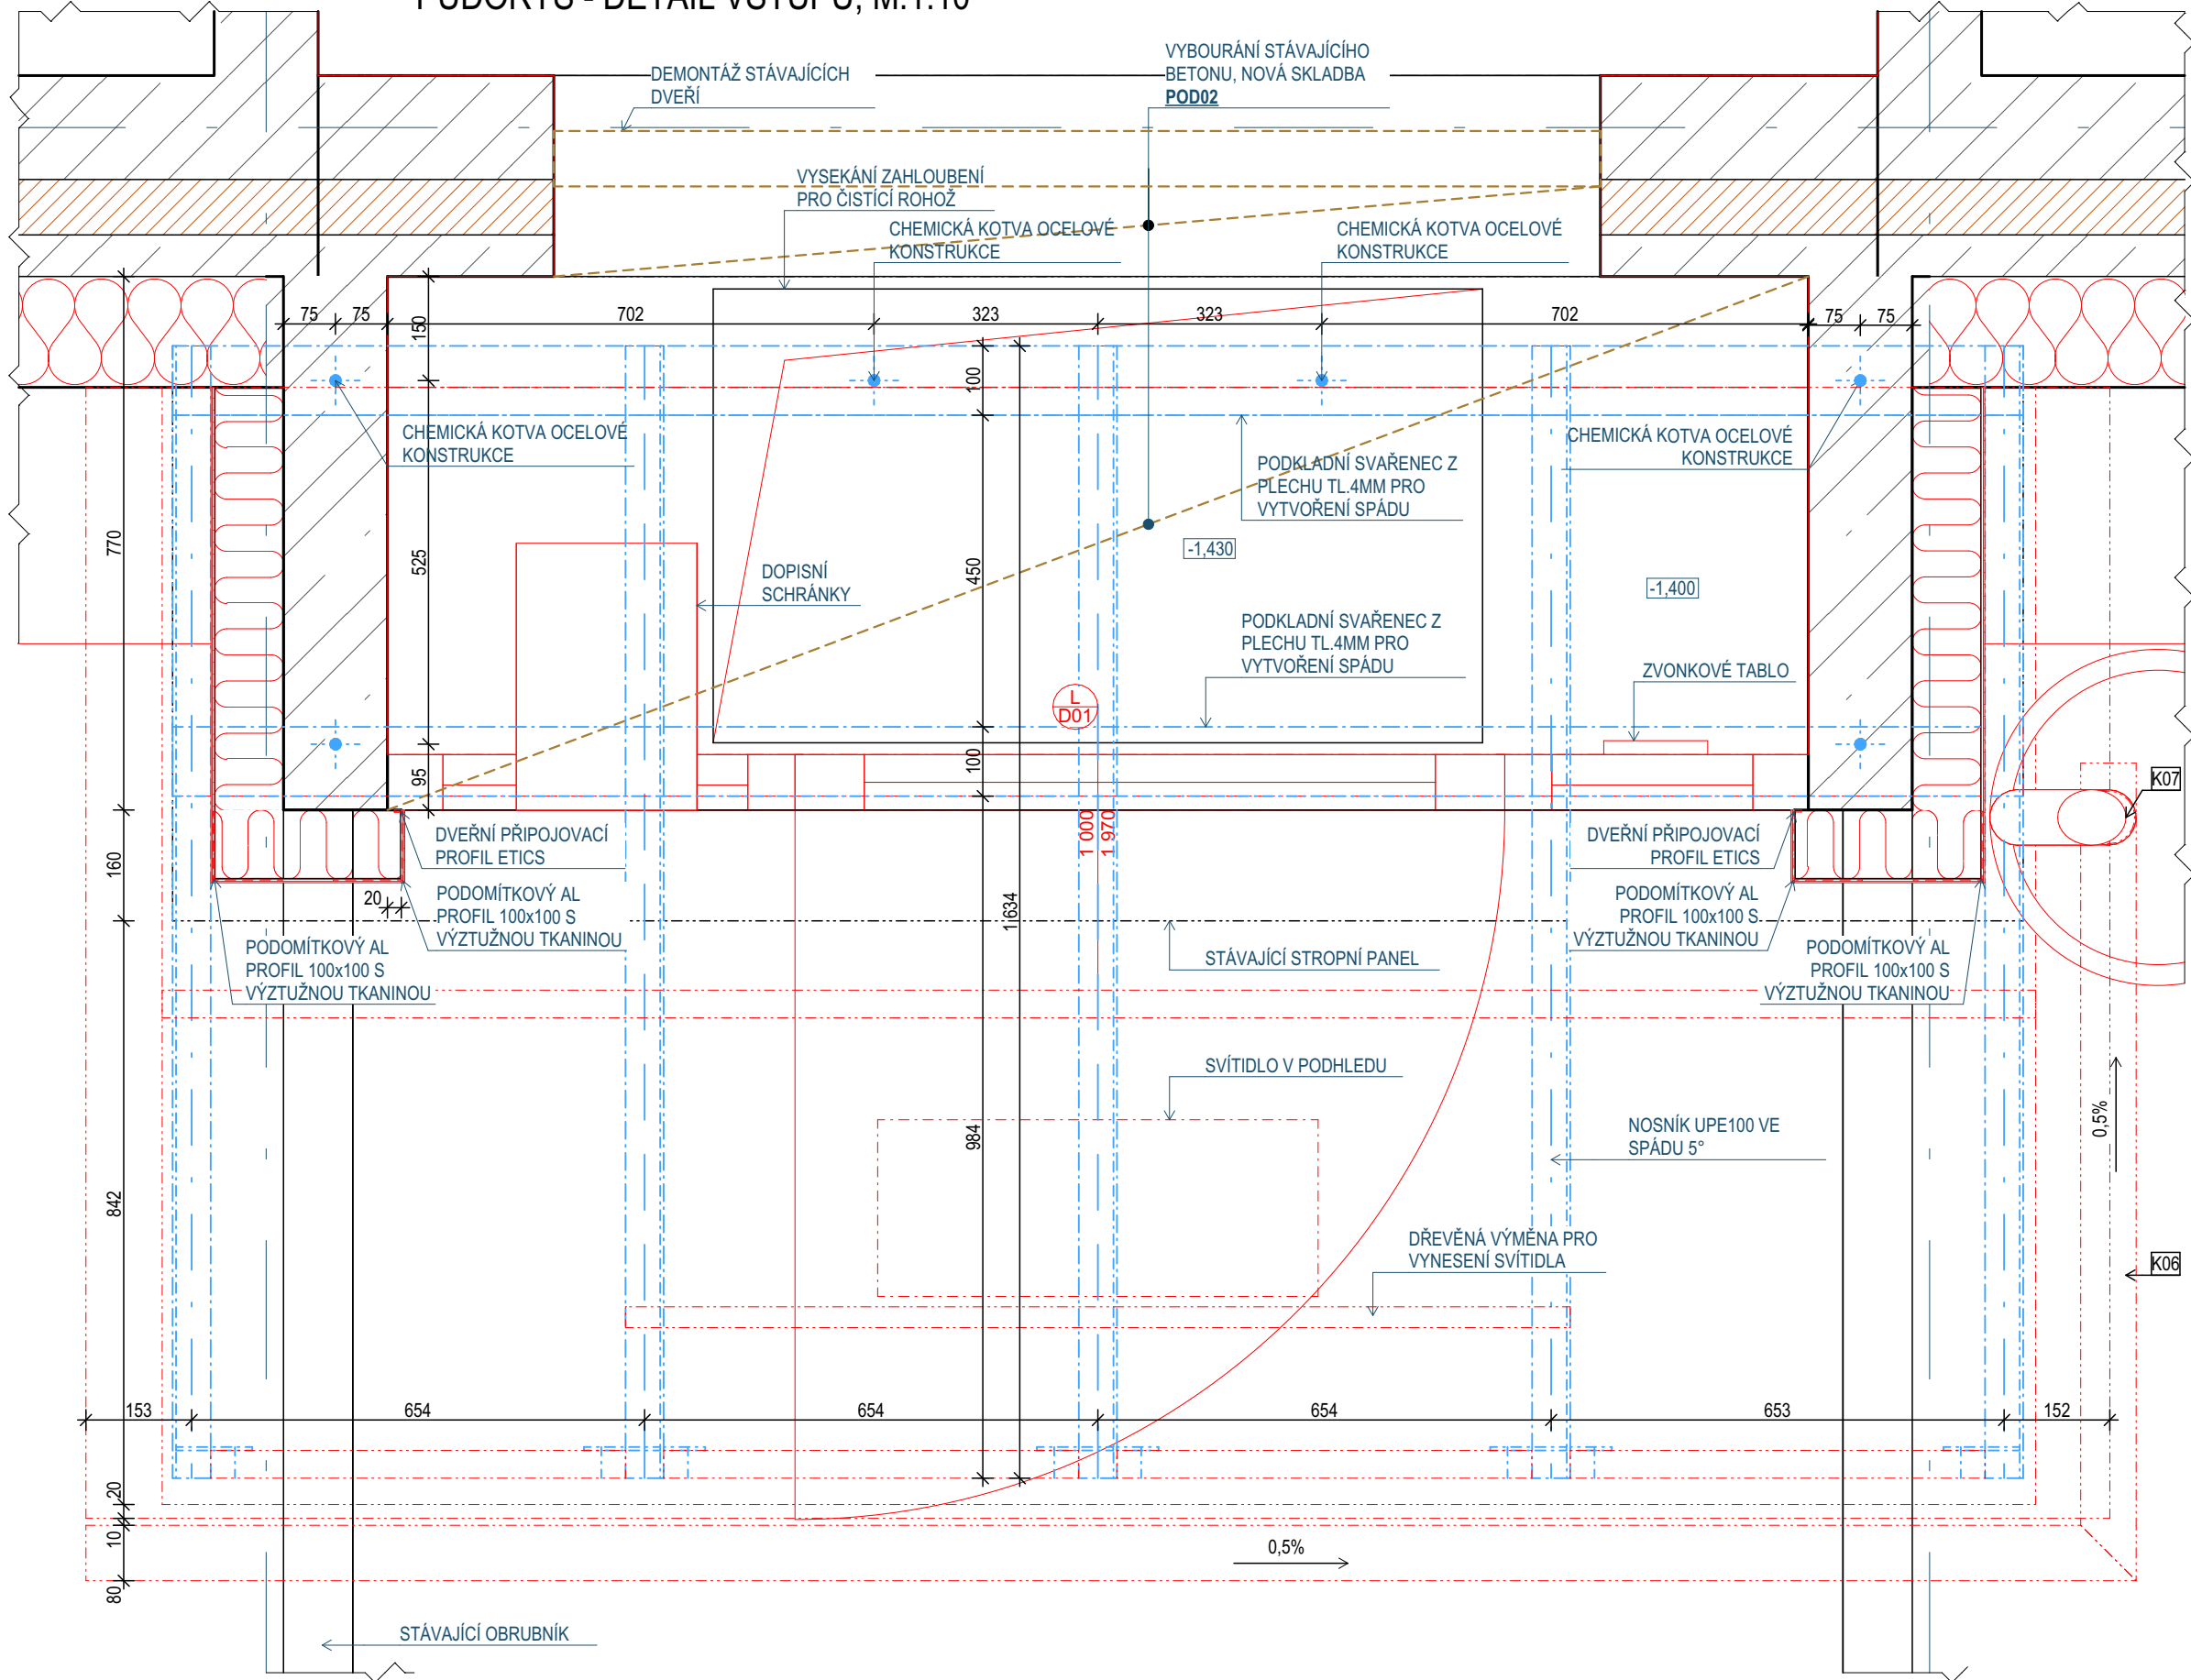 PŮDORYS - DETAIL VSTUPU, M.1:10
DEMONTÁŽ STÁVAJÍCÍCH
DVEŘÍ
VYBOURÁNÍ STÁVAJÍCÍHO
BETONU, NOVÁ SKLADBA
POD02
VYSEKÁNÍ ZAHLOUBENÍ
PRO ČISTÍCÍ ROHOŽ
CHEMICKÁ KOTVA OCELOVÉ
KONSTRUKCE
CHEMICKÁ KOTVA OCELOVÉ
KONSTRUKCE
75
75
150
702
323
323
702
75
75
100
CHEMICKÁ KOTVA OCELOVÉ
KONSTRUKCE
CHEMICKÁ KOTVA OCELOVÉ
KONSTRUKCE
PODKLADNÍ SVAŘENEC Z
PLECHU TL.4MM PRO
VYTVOŘENÍ SPÁDU
770
525
450
-1,430
DOPISNÍ
SCHRÁNKY
-1,400
PODKLADNÍ SVAŘENEC Z
PLECHU TL.4MM PRO
VYTVOŘENÍ SPÁDU
ZVONKOVÉ TABLO
L
D01
95
100
K07
1 000
1 970
DVEŘNÍ PŘIPOJOVACÍ
PROFIL ETICS
DVEŘNÍ PŘIPOJOVACÍ
PROFIL ETICS
160
20
1634
PODOMÍTKOVÝ AL
PROFIL 100x100 S
VÝZTUŽNOU TKANINOU
PODOMÍTKOVÝ AL
PROFIL 100x100 S
VÝZTUŽNOU TKANINOU
PODOMÍTKOVÝ AL
PROFIL 100x100 S
VÝZTUŽNOU TKANINOU
PODOMÍTKOVÝ AL
PROFIL 100x100 S
VÝZTUŽNOU TKANINOU
STÁVAJÍCÍ STROPNÍ PANEL
SVÍTIDLO V PODHLEDU
984
NOSNÍK UPE100 VE
SPÁDU 5°
0,5%
842
DŘEVĚNÁ VÝMĚNA PRO
VYNESENÍ SVÍTIDLA
K06
153
654
654
654
653
152
20
10
80
0,5%
STÁVAJÍCÍ OBRUBNÍK